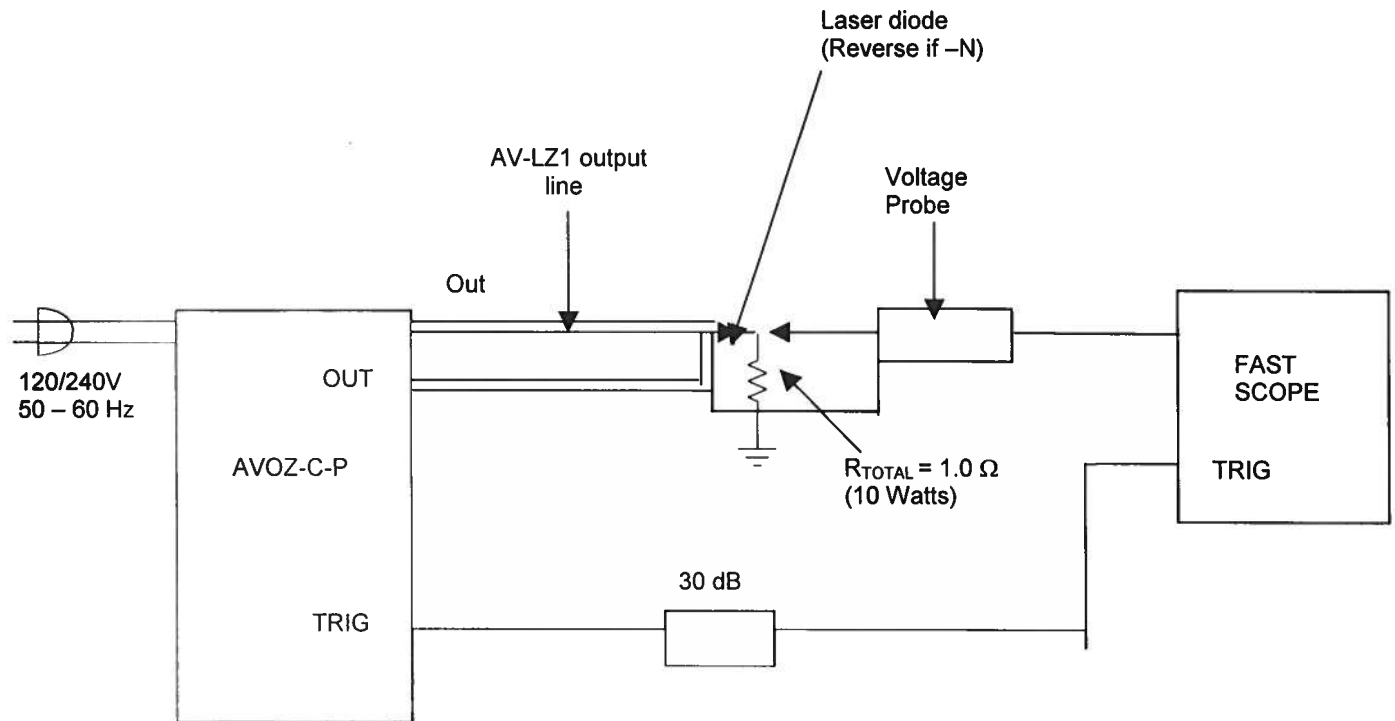 Laser diode
(Reverse if –N)
AV-LZ1 output
line
Voltage
Probe
Out
OUT
120/240V
50 – 60 Hz
AVOZ-C-P
FAST
SCOPE
TRIG
R_TOTAL = 1.0 Ω
(10 Watts)
30 dB
TRIG